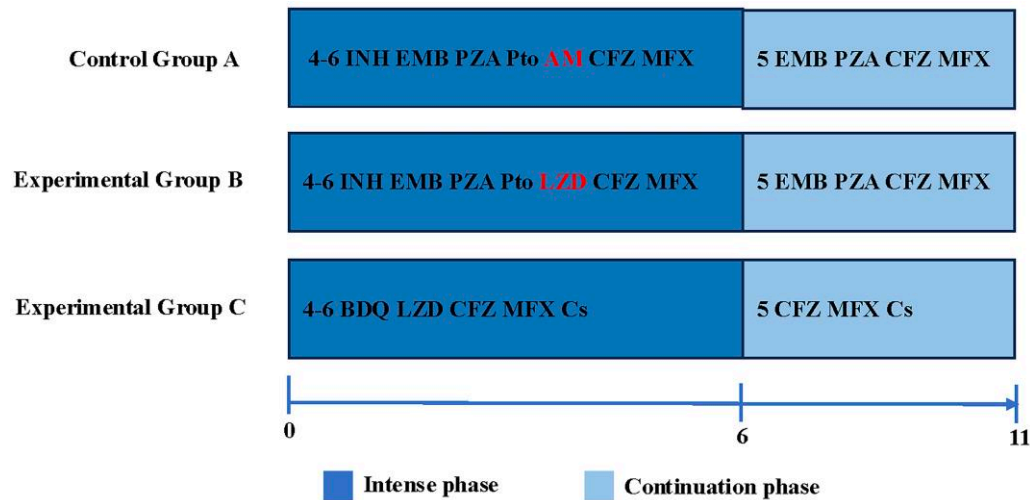 Control Group A
4-6 INH EMB PZA Pto AM CFZ MFX
5 EMB PZA CFZ MFX
Experimental Group B
4-6 INH EMB PZA Pto LZD CFZ MFX
5 EMB PZA CFZ MFX
Experimental Group C
4-6 BDQ LZD CFZ MFX Cs
5 CFZ MFX Cs
0
6
11
Intense phase
Continuation phase